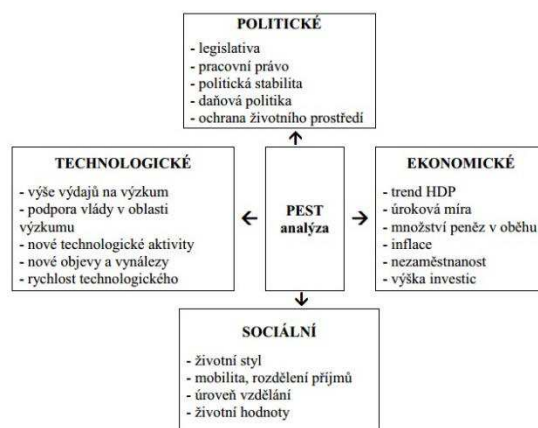 POLITICKÉ
- legislativa
- pracovní právo
- politická stabilita
- daňová politika
- ochrana životního prostředí
TECHNOLOGICKÉ
- výše výdajů na výzkum
- podpora vlády v oblasti
výzkumu
- nové technologické aktivity
- nové objevy a vynálezy
- rychlost technologického
PEST
analýza
EKONOMICKÉ
- trend HDP
- úroková míra
- množství peněz v oběhu
- inflace
- nezaměstnanost
- výška investic
SOCIÁLNÍ
- životní styl
- mobilita, rozdělení příjmů
- úroveň vzdělání
- životní hodnoty